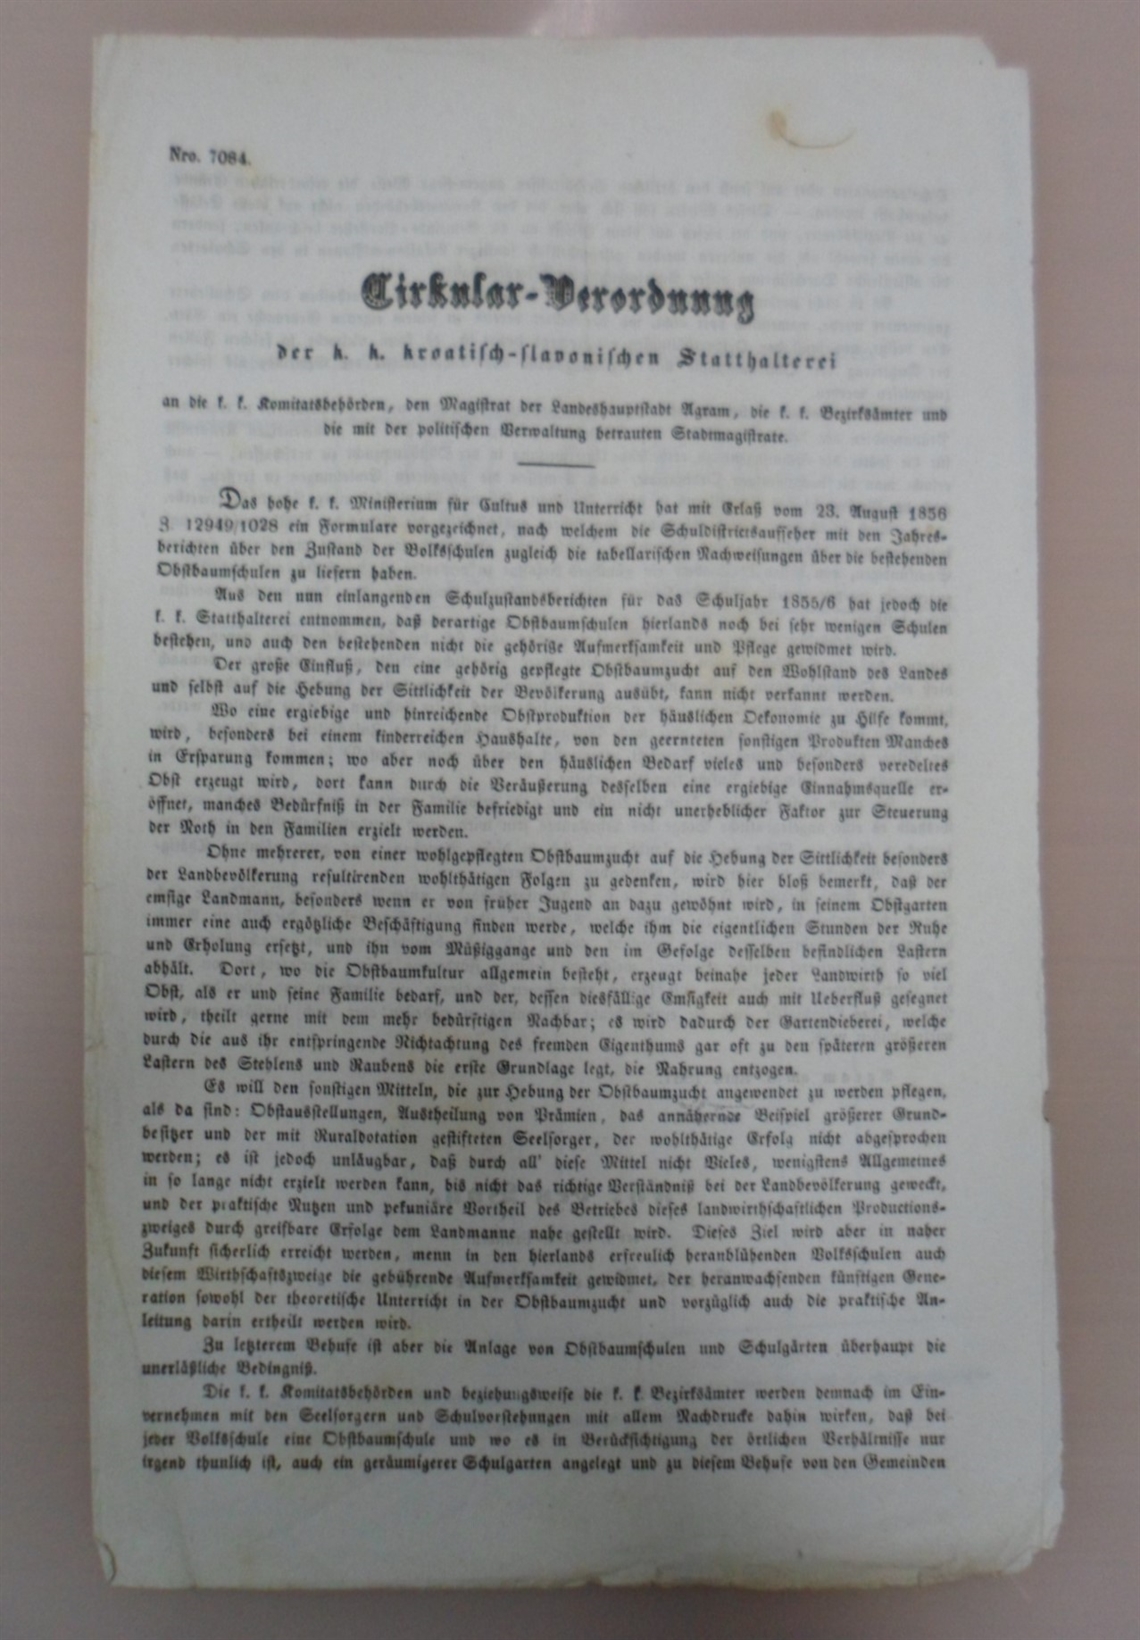 Nro. 7084.
Cirkular-Verordnung
der k. k. kroatisch-slavonischen Statthalterei
an die k. k. Komitatsbehörden, den Magistrat der Landeshauptstadt Agram, die k. k. Bezirksämter und
die mit der politischen Verwaltung betrauten Stadtmagistrate.
Das hohe k. k. Ministerium für Cultus und Unterricht hat mit Erlaß vom 23. August 1856
Z. 12949/1028 ein Formulare vorgezeichnet, nach welchem die Schuldistrictsaufseher mit den Jahres-
berichten über den Zustand der Volksschulen zugleich die tabellarischen Nachweisungen über die bestehenden
Obstbaumschulen zu liefern haben.
Aus den nun einlangenden Schulzustandsberichten für das Schuljahr 1855/6 hat jedoch die
k. k. Statthalterei entnommen, daß derartige Obstbaumschulen hierlands noch bei sehr wenigen Schulen
bestehen, und auch den bestehenden nicht die gehörige Aufmerksamkeit und Pflege gewidmet wird.
Der große Einfluß, den eine gehörig gepflegte Obstbaumzucht auf den Wohlstand des Landes
und selbst auf die Hebung der Sittlichkeit der Bevölkerung ausübt, kann nicht verkannt werden.
Wo eine ergiebige und hinreichende Obstproduktion der häuslichen Oekonomie zu Hilfe kommt,
wird, besonders bei einem kinderreichen Haushalte, von den geernteten sonstigen Produkten Manches
in Ersparung kommen; wo aber noch über den häuslichen Bedarf vieles und besonders veredeltes
Obst erzeugt wird, dort kann durch die Veräußerung desselben eine ergiebige Einnahmsquelle er-
öffnet, manches Bedürfniß in der Familie befriedigt und ein nicht unerheblicher Faktor zur Steuerung
der Noth in den Familien erzielt werden.
Ohne mehrerer, von einer wohlgepflegten Obstbaumzucht auf die Hebung der Sittlichkeit besonders
der Landbevölkerung resultirenden wohlthätigen Folgen zu gedenken, wird hier bloß bemerkt, daß der
emsige Landmann, besonders wenn er von früher Jugend an dazu gewöhnt wird, in seinem Obstgarten
immer eine auch ergötzliche Beschäftigung finden werde, welche ihm die eigentlichen Stunden der Ruhe
und Erholung ersetzt, und ihn vom Müßiggange und den im Gefolge desselben befindlichen Lastern
abhält. Dort, wo die Obstbaumkultur allgemein besteht, erzeugt beinahe jeder Landwirth so viel
Obst, als er und seine Familie bedarf, und der, dessen diesfällige Emsigkeit auch mit Ueberfluß gesegnet
wird, theilt gerne mit dem mehr bedürftigen Nachbar; es wird dadurch der Gartendieberei, welche
durch die aus ihr entspringende Nichtachtung des fremden Eigenthums gar oft zu den späteren größeren
Lastern des Stehlens und Raubens die erste Grundlage legt, die Nahrung entzogen.
Es will den sonstigen Mitteln, die zur Hebung der Obstbaumzucht angewendet zu werden pflegen,
als da sind: Obstausstellungen, Austheilung von Prämien, das annähernde Beispiel größerer Grund-
besitzer und der mit Ruraldotation gestifteten Seelsorger, der wohlthätige Erfolg nicht abgesprochen
werden; es ist jedoch unläugbar, daß durch all' diese Mittel nicht Vieles, wenigstens Allgemeines
in so lange nicht erzielt werden kann, bis nicht das richtige Verständniß bei der Landbevölkerung geweckt,
und der praktische Nutzen und pekuniäre Vortheil des Betriebes dieses landwirthschaftlichen Productions-
zweiges durch greifbare Erfolge dem Landmanne nahe gestellt wird. Dieses Ziel wird aber in naher
Zukunft sicherlich erreicht werden, menn in den hierlands erfreulich heranblühenden Volksschulen auch
diesem Wirthschaftszweige die gebührende Aufmerksamkeit gewidmet, der heranwachsenden künftigen Gene-
ration sowohl der theoretische Unterricht in der Obstbaumzucht und vorzüglich auch die praktische An-
leitung darin ertheilt werden wird.
Zu letzterem Behufe ist aber die Anlage von Obstbaumschulen und Schulgärten überhaupt die
unerläßliche Bedingniß.
Die k. k. Komitatsbehörden und beziehungsweise die k. k. Bezirksämter werden demnach im Ein-
vernehmen mit den Seelsorgern und Schulvorstehungen mit allem Nachdrucke dahin wirken, daß bei
jeder Volksschule eine Obstbaumschule und wo es in Berücksichtigung der örtlichen Verhältnisse nur
irgend thunlich ist, auch ein geräumigerer Schulgarten angelegt und zu diesem Behufe von den Gemeinden